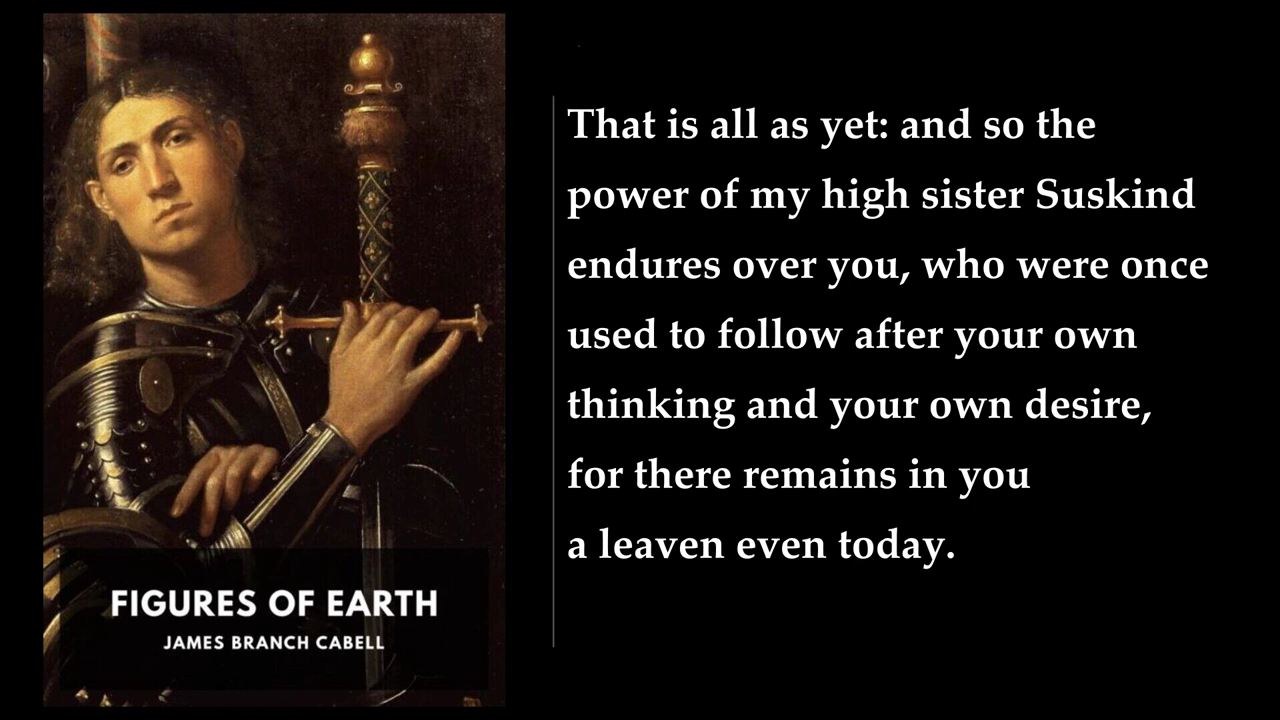 FIGURES OF EARTH
JAMES BRANCH CABELL
That is all as yet: and so the
power of my high sister Suskind
endures over you, who were once
used to follow after your own
thinking and your own desire,
for there remains in you
a leaven even today.